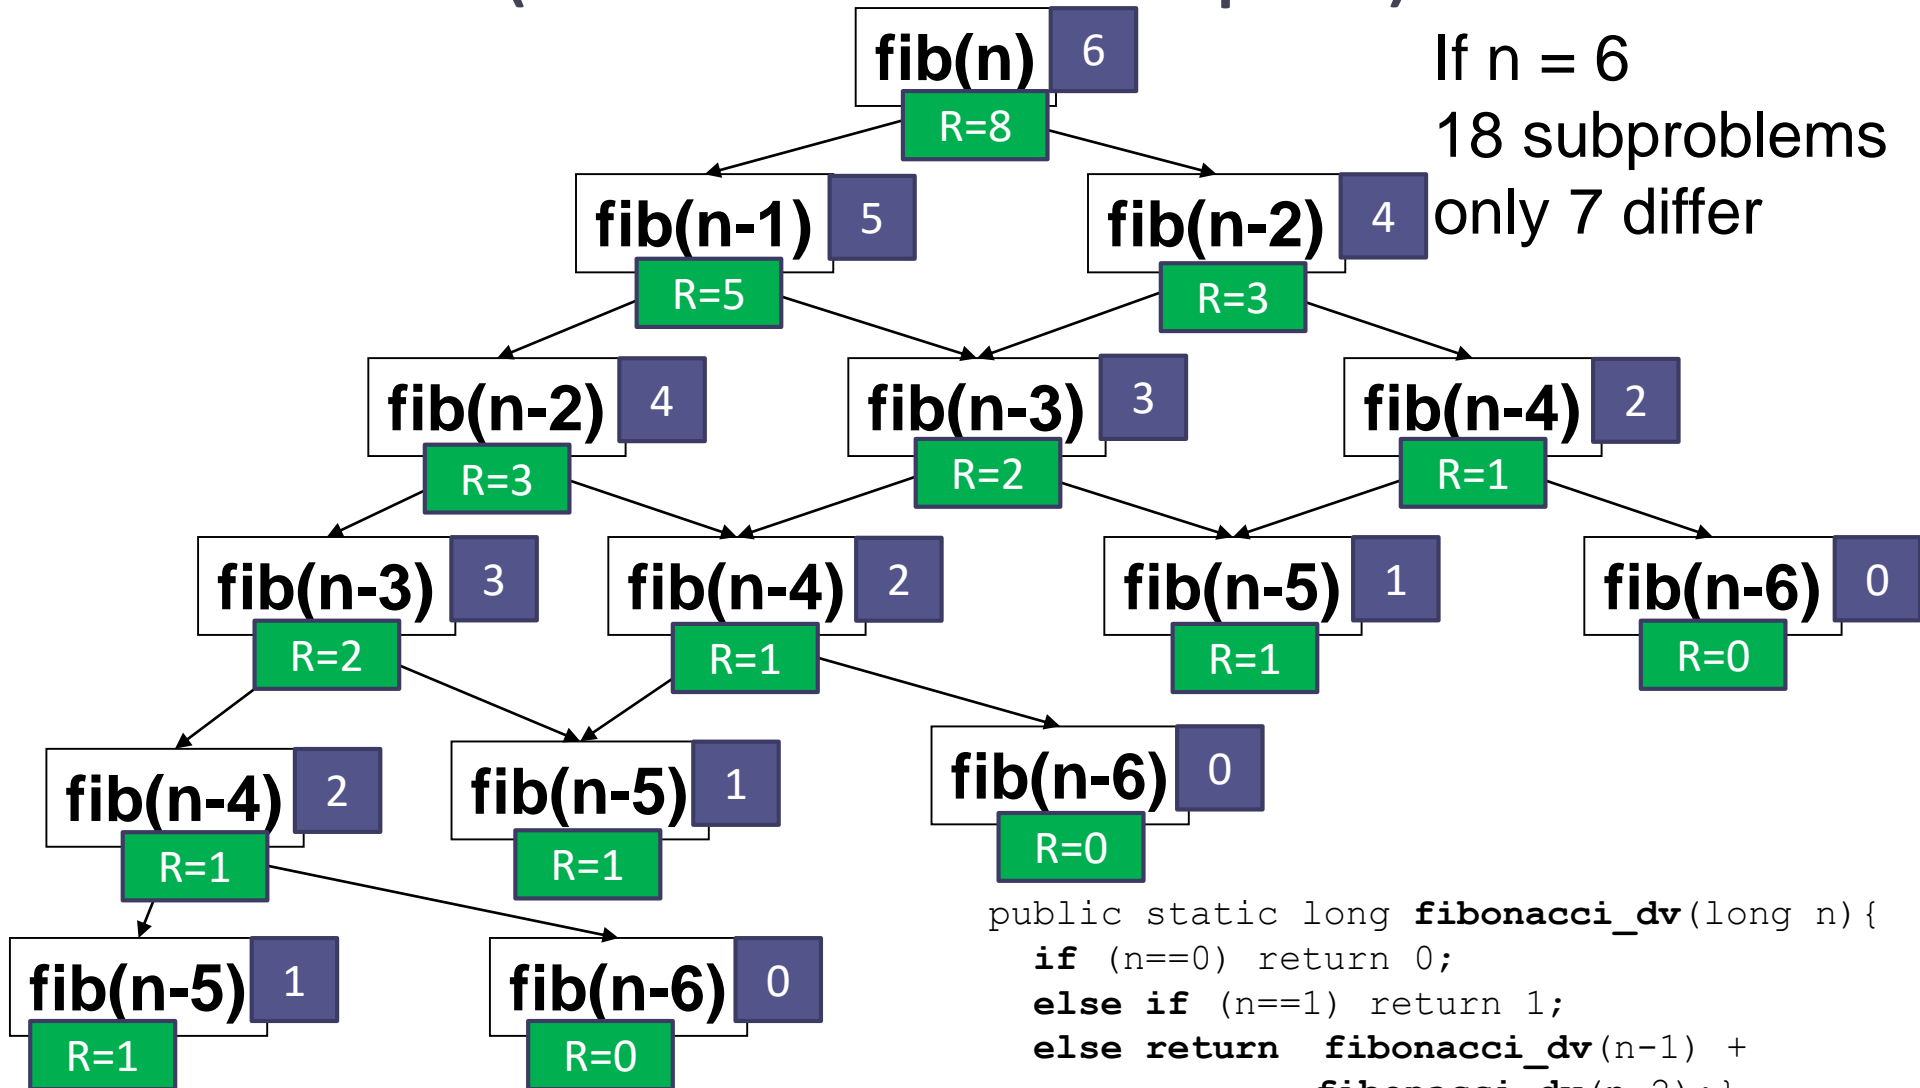 fib(n) 6
R=8
If n = 6
18 subproblems
only 7 differ
fib(n-1) 5
R=5
fib(n-2) 4
R=3
fib(n-2) 4
R=3
fib(n-3) 3
R=2
fib(n-4) 2
R=1
fib(n-3) 3
R=2
fib(n-4) 2
R=1
fib(n-5) 1
R=1
fib(n-6) 0
R=0
fib(n-4) 2
R=1
fib(n-5) 1
R=1
fib(n-6) 0
R=0
fib(n-5) 1
R=1
fib(n-6) 0
R=0
public static long fibonacci_dv(long n){
if (n==0) return 0;
else if (n==1) return 1;
else return fibonacci_dv(n-1) +
fibonacci_dv(n-2);}